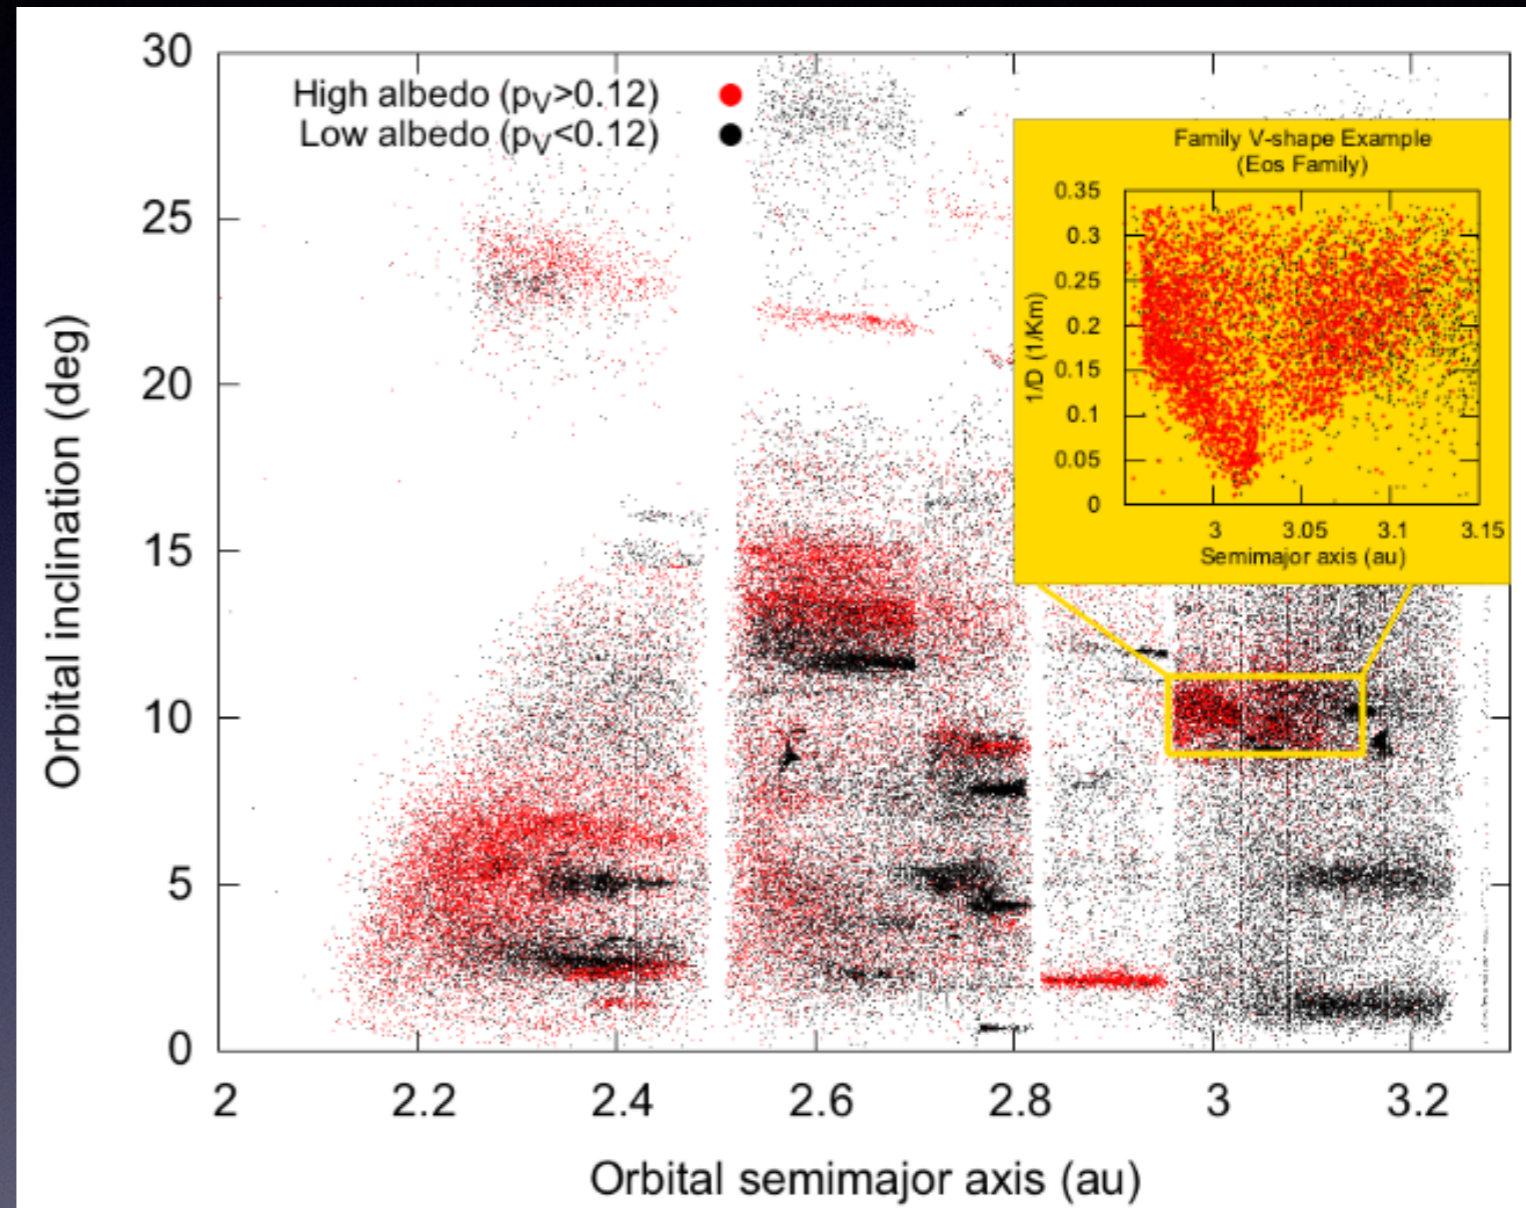 High albedo (pV>0.12)
Low albedo (pV<0.12)
Family V-shape Example
(Eos Family)
0.35
0.3
0.25
0.2
0.15
0.1
0.05
0
1/D (1/Km)
3 3.05 3.1 3.15
Semimajor axis (au)
30
25
20
15
10
5
0
Orbital inclination (deg)
2 2.2 2.4 2.6 2.8 3 3.2
Orbital semimajor axis (au)